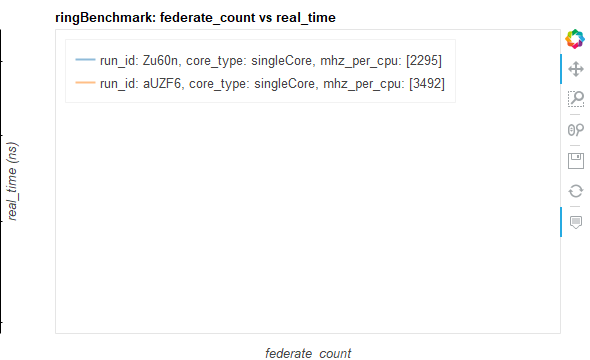 ringBenchmark: federate_count vs real_time
run_id: Zu60n, core_type: singleCore, mhz_per_cpu: [2295]
run_id: aUZF6, core_type: singleCore, mhz_per_cpu: [3492]
real_time (ns)
federate_count